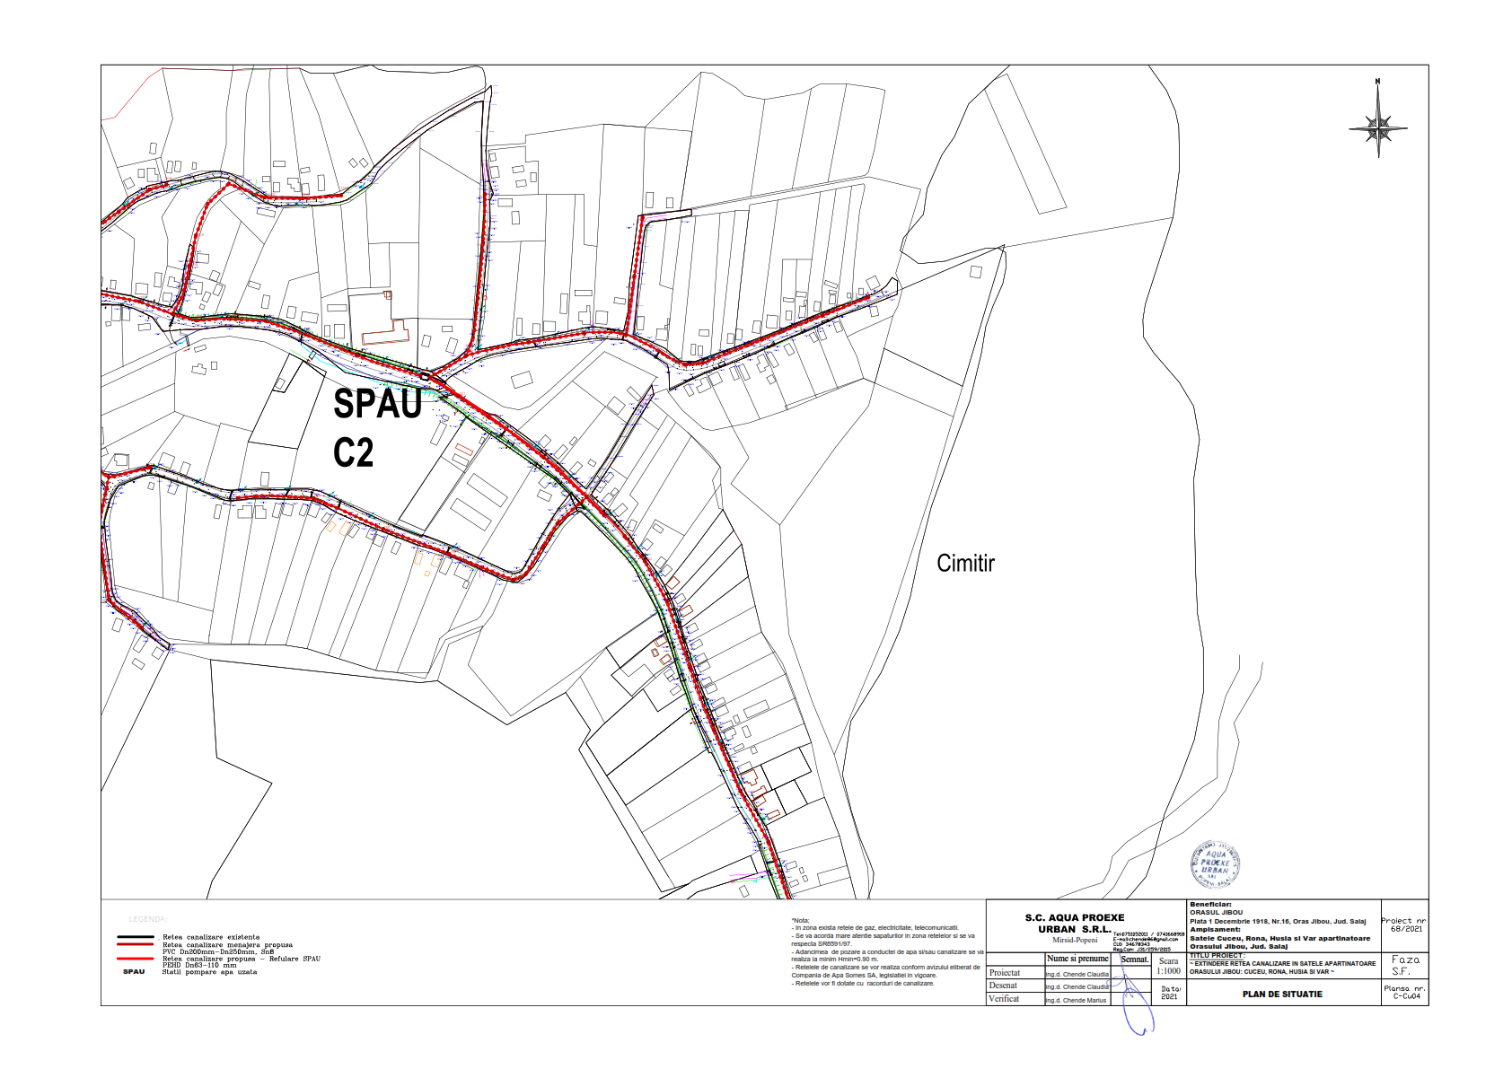 N
SPAU
C2
Cimitir
AQUA
PROEXE
URBAN
SRL
LEGENDA:
Retea canalizare existenta
Retea canalizare menajera propusa
PVC Dn200mm-Dn250mm, Sn8
Retea canalizare propusa - Refulare SPAU
PEHD Dn63-110 mm
SPAU Statii pompare apa uzata
*Nota;
- In zona exista retele de gaz, electricitate, telecomunicatii.
- Se va acorda mare atentie sapaturilor in zona retelelor si se va
respecta SR8591/97.
- Adancimea de pozare a conductei de apa si/sau canalizare se va
realiza la minim Hmin=0.90 m.
- Retelele de canalizare se vor realiza conform avizului eliberat de
Compania de Apa Somes SA, legislatiei in vigoare.
- Retelele vor fi dotate cu racorduri de canalizare.
S.C. AQUA PROEXE
URBAN S.R.L.
Mirsid-Popeni
Nume si prenume Semnat.
Proiectat ing.d. Chende Claudia
Desenat ing.d. Chende Claudia
Verificat ing.d. Chende Marius
Scara
1:1000
Data:
2021
Beneficiar:
ORASUL JIBOU
Plata 1 Decembrie 1918, Nr.16, Oras Jibou, Jud. Salaj
Amplsament:
Satele Cuceu, Rona, Husia si Var apartinatoare
Orasului Jibou, Jud. Salaj
TITLU PROIECT:
~ EXTINDERE RETEA CANALIZARE IN SATELE APARTINATOARE
ORASULUI JIBOU: CUCEU, RONA, HUSIA SI VAR ~
PLAN DE SITUATIE
Proiect nr
68/2021
Faza
S.F.
Plansa nr.
C-Cu04